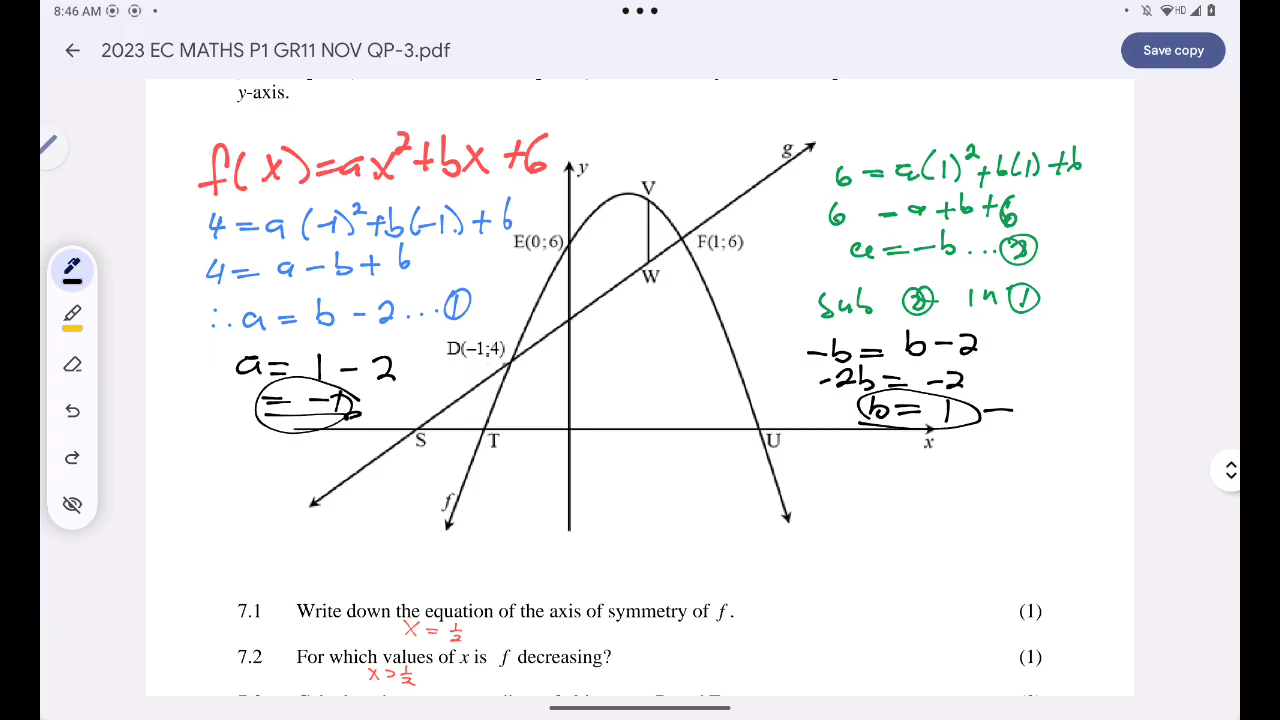 8:46 AM
HD
2023 EC MATHS P1 GR11 NOV QP-3.pdf
Save copy
y-axis.
f(x)=ax²+bx+6
4 = a(-1)²+b(-1)+6
4 = a-b+6
∴a = b-2...①
a = 1-2
= -1
y
g
V
E(0;6)
F(1;6)
W
D(–1;4)
S
T
U
x
f
6 = a(1)²+b(1)+6
6 = a+b+6
a = -b...②
Sub ② in ①
-b = b-2
-2b = -2
b = 1
7.1 Write down the equation of the axis of symmetry of f. (1)
x = 1/2
7.2 For which values of x is f decreasing? (1)
x > 1/2